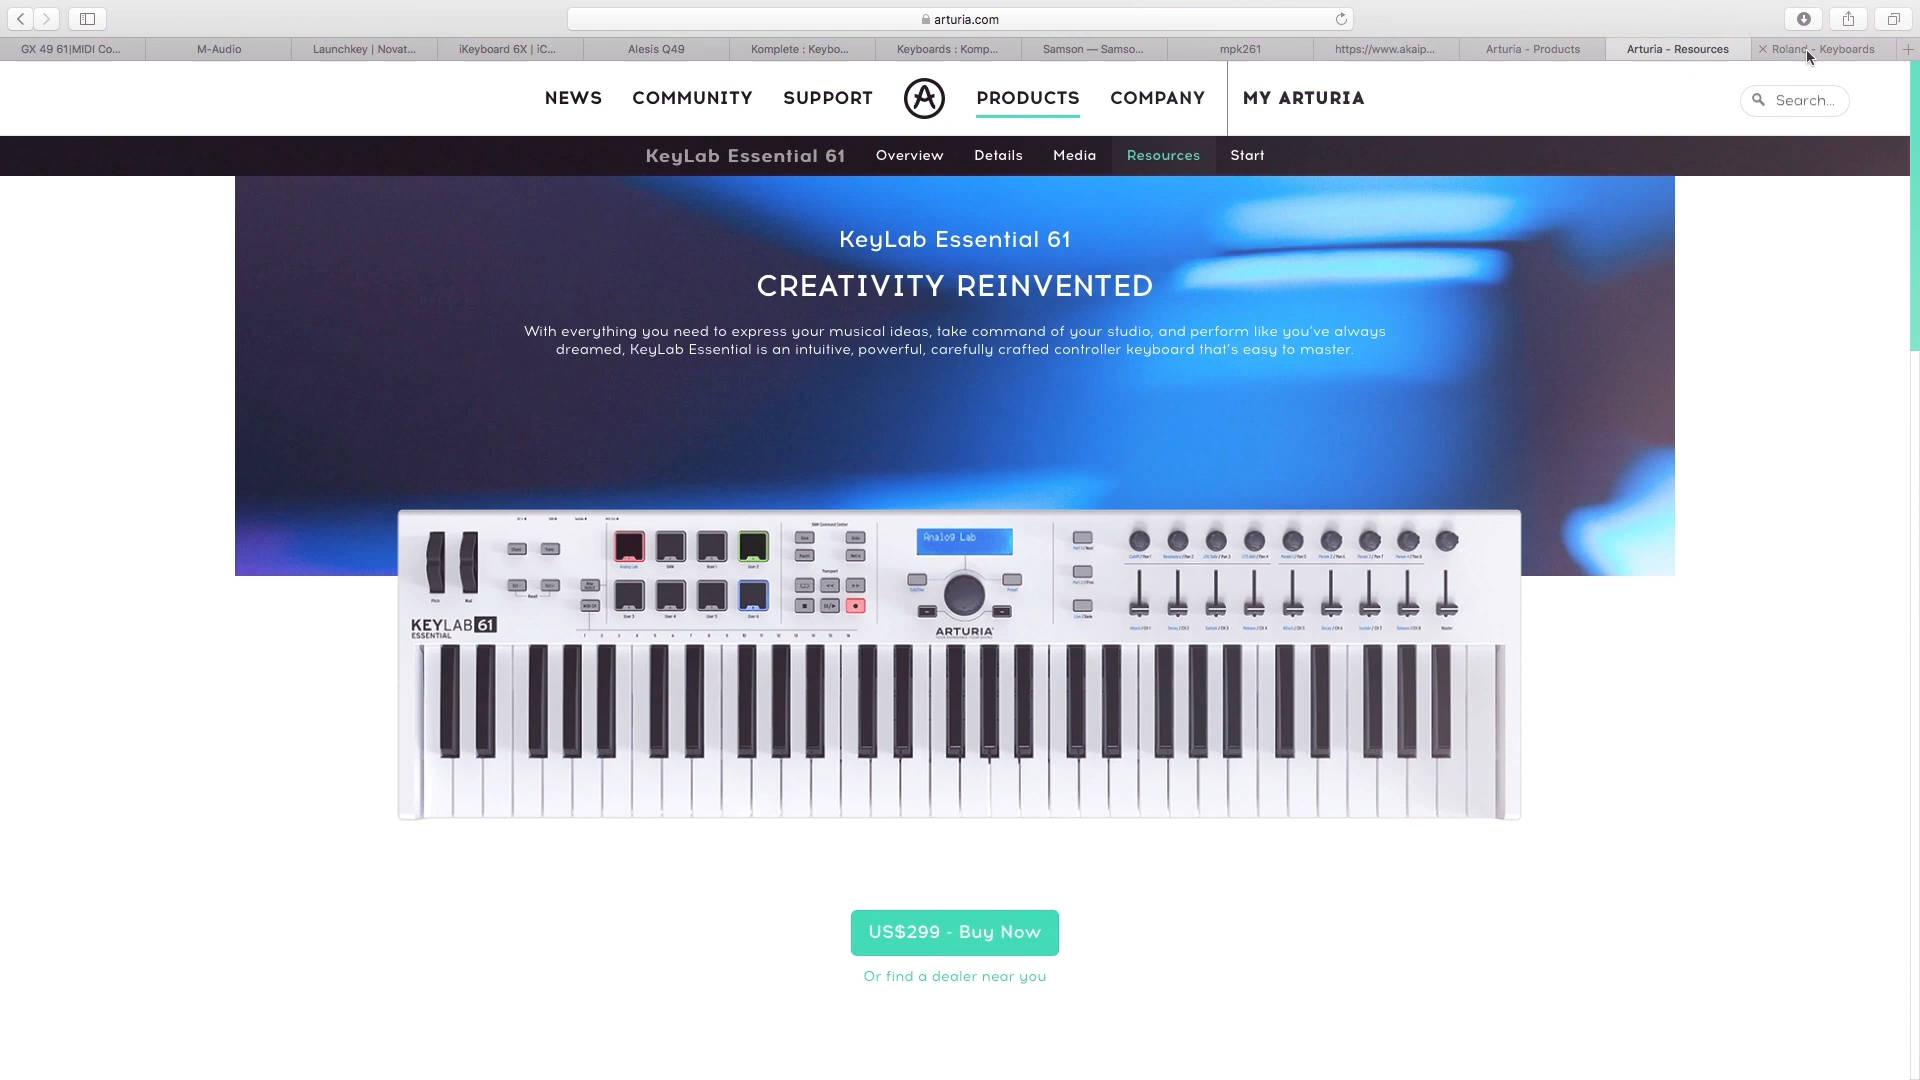 arturia.com
GX 49 61|MIDI Co...
M-Audio
Launchkey | Novat...
iKeyboard 6X | iC...
Alesis Q49
Komplete : Keybo...
Keyboards : Komp...
Samson — Samso...
mpk261
https://www.akaip...
Arturia - Products
Arturia - Resources
Roland - Keyboards
NEWS COMMUNITY SUPPORT PRODUCTS COMPANY MY ARTURIA
Search...
KeyLab Essential 61 Overview Details Media Resources Start
KeyLab Essential 61
CREATIVITY REINVENTED
With everything you need to express your musical ideas, take command of your studio, and perform like you've always
dreamed, KeyLab Essential is an intuitive, powerful, carefully crafted controller keyboard that's easy to master.
Analog Lab
KEYLAB 61
ESSENTIAL
ARTURIA
US$299 - Buy Now
Or find a dealer near you